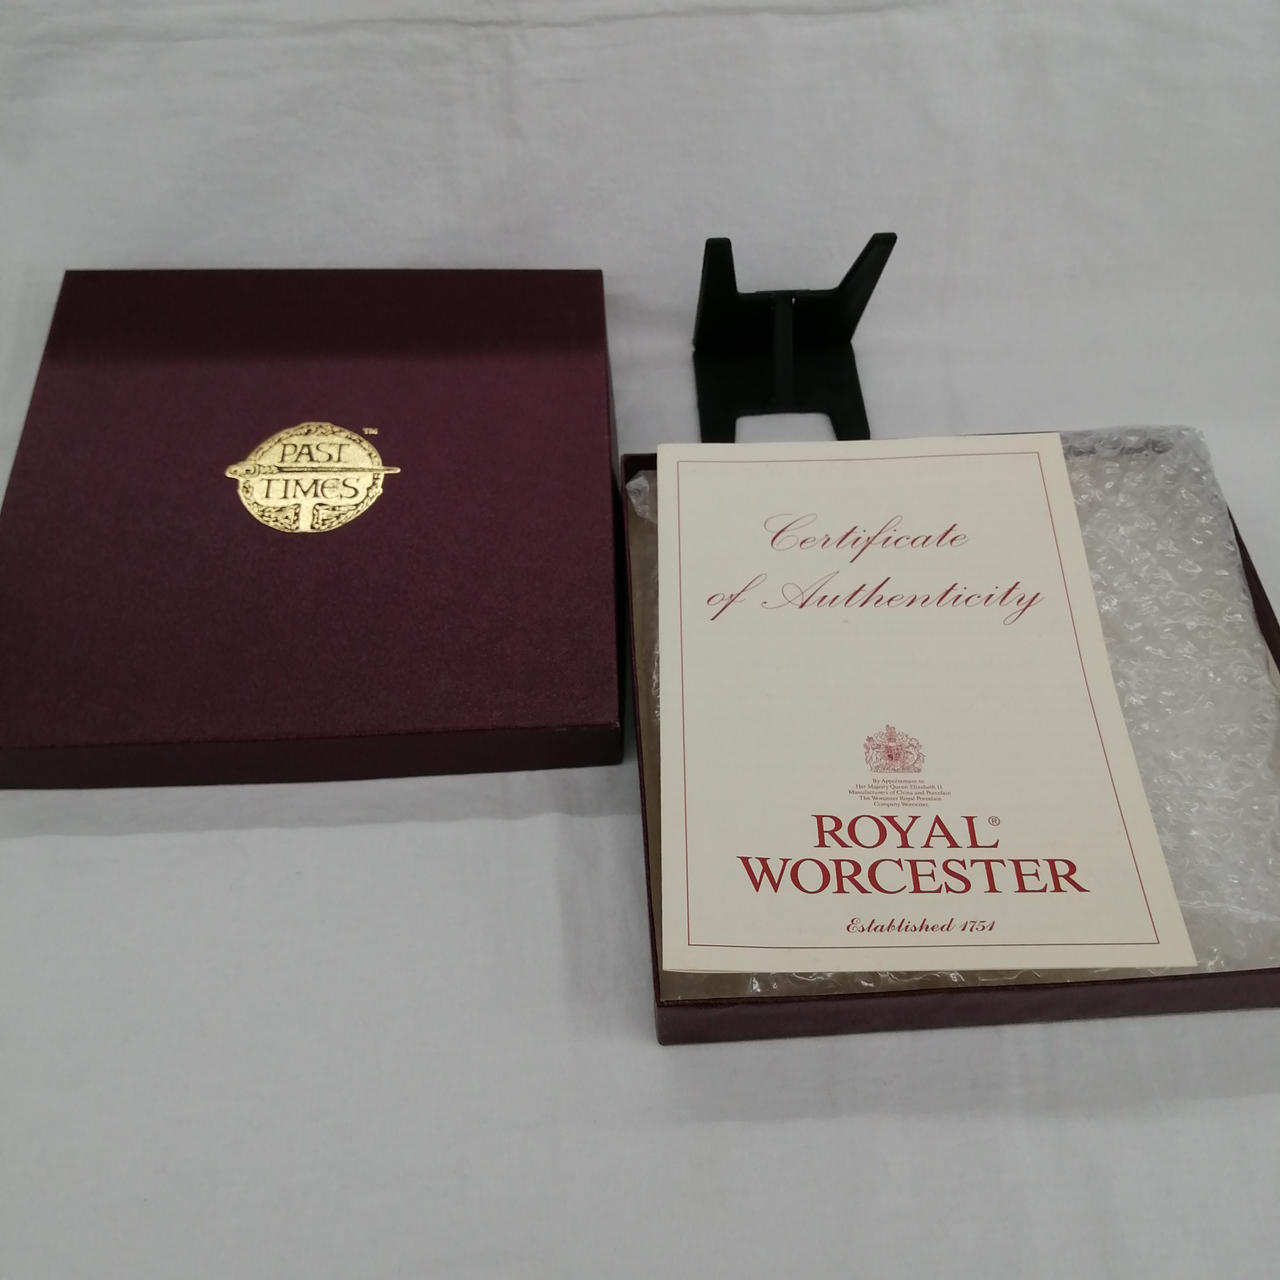 PAST
TIMES
TM
Certificate
of Authenticity
By Appointment to
Her Majesty Queen Elizabeth II
Manufacturers of China and Porcelain
The Worcester Royal Porcelain
Company Worcester.
ROYAL®
WORCESTER
Established 1751